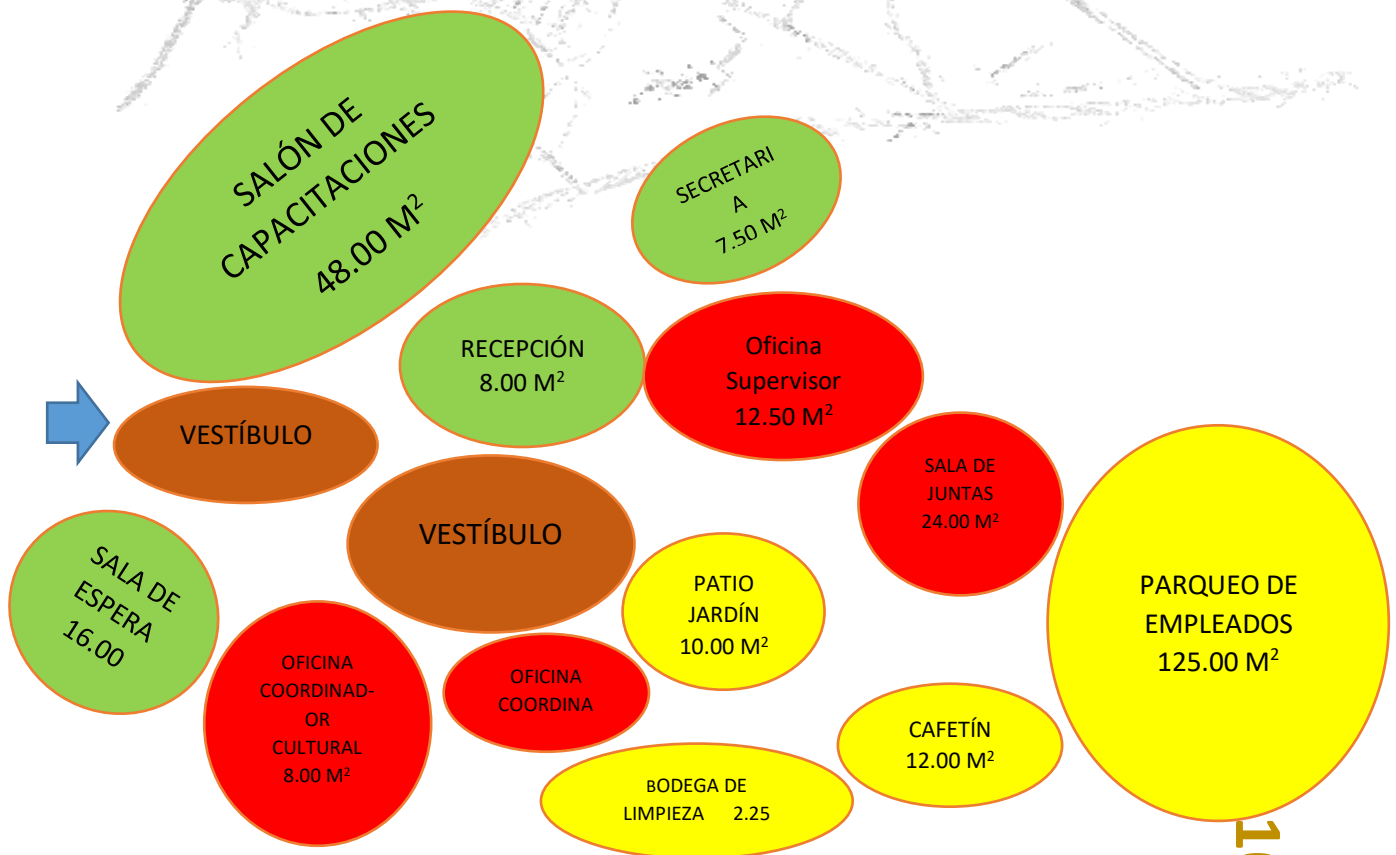 SALÓN DE
CAPACITACIONES
48.00 M²
SECRETARI
A
7.50 M²
RECEPCIÓN
8.00 M²
Oficina
Supervisor
12.50 M²
VESTÍBULO
SALA DE
JUNTAS
24.00 M²
VESTÍBULO
SALA DE
ESPERA
16.00
PATIO
JARDÍN
10.00 M²
PARQUEO DE
EMPLEADOS
125.00 M²
OFICINA
COORDINAD-
OR
CULTURAL
8.00 M²
OFICINA
COORDINA
CAFETÍN
12.00 M²
BODEGA DE
LIMPIEZA 2.25